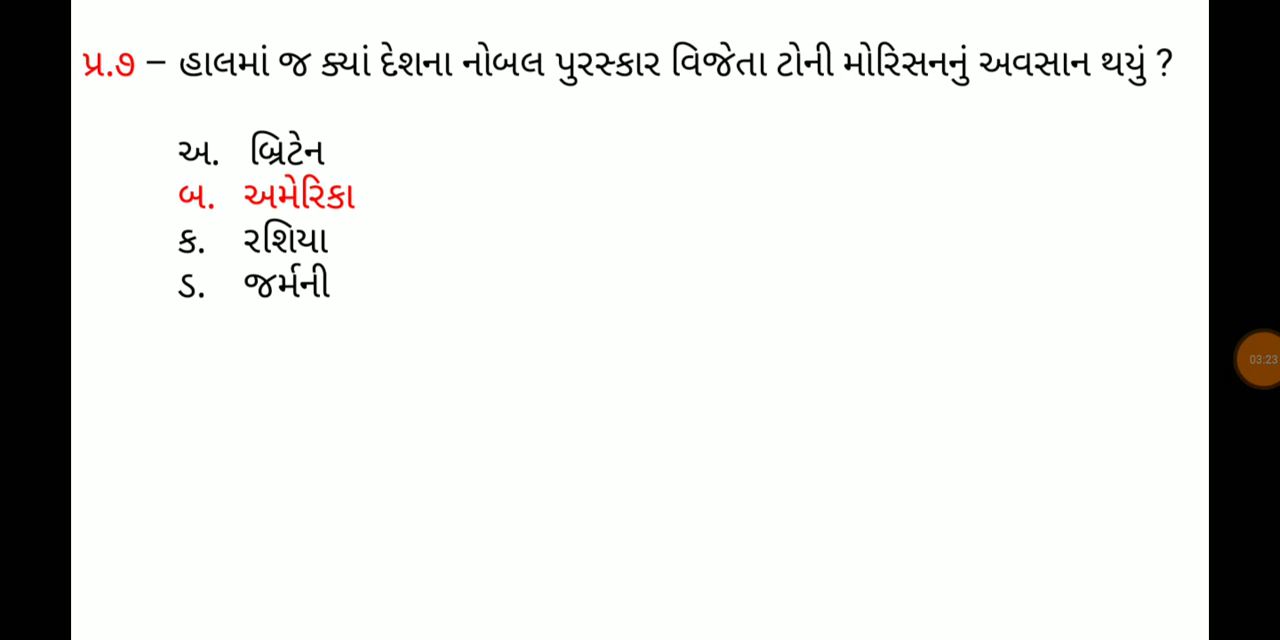 પ્ર.૭ – હાલમાં જ ક્યાં દેશના નોબલ પુરસ્કાર વિજેતા ટોની મોરિસનનું અવસાન થયું ?
અ. બ્રિટેન
બ. અમેરિકા
ક. રશિયા
ડ. જર્મની
03:23